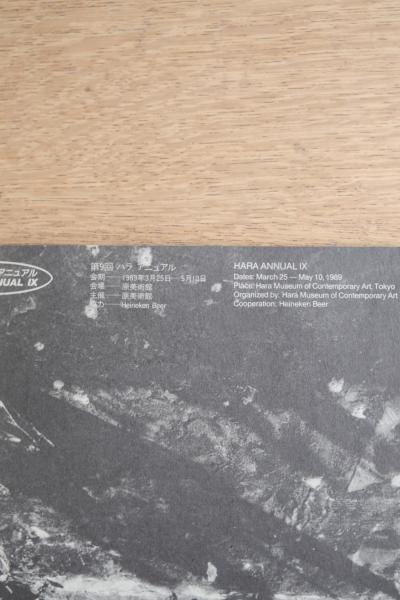 アニュアル
NUAL IX
第9回 ハラ アニュアル
会期——1989年3月25日——5月10日
会場——原美術館
主催——原美術館
協力——Heineken Beer
HARA ANNUAL IX
Dates: March 25 — May 10, 1989
Place: Hara Museum of Contemporary Art, Tokyo
Organized by: Hara Museum of Contemporary Art
Cooperation: Heineken Beer